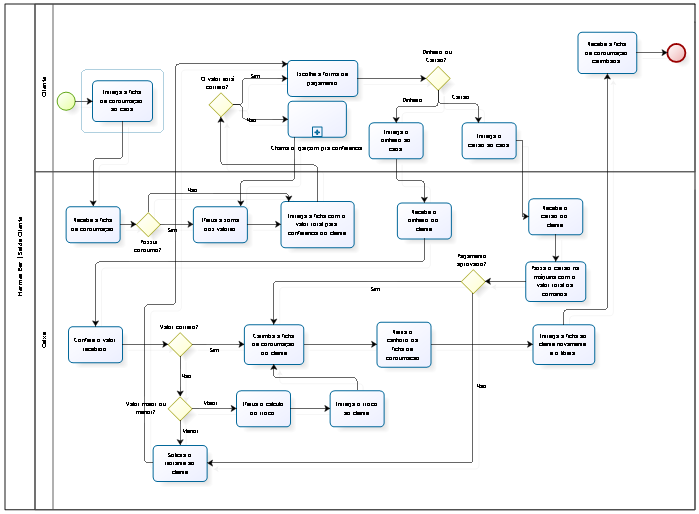 Hermes Bar | Saída Cliente
Cliente
Caixa
Entrega a ficha
de consumação
ao caixa
O valor está
correto?
Sim
Não
Escolhe a forma de
pagamento
Chama o garçom pra conferência
Dinheiro ou
Cartão?
Dinheiro
Cartão
Entrega o
dinheiro ao
caixa
Entrega o
cartão ao caixa
Recebe a ficha
de consumação
carimbada
Recebe a ficha
de consumação
Possui
consumo?
Não
Sim
a soma
dos valores
Entrega a ficha com o
valor total para
conferência do cliente
Recebe o
dinheiro do
cliente
Recebe o
cartão do
cliente
Passa o cartão na
máquina com o
valor total da
comanda
Pagamento
aprovado?
Sim
Não
Confere o valor
recebido
Valor correto?
Sim
Não
Carimba a ficha
de consumação
do cliente
canhoto da
ficha de
consumação
Entrega a ficha ao
cliente novamente
e o libera
Valor maior ou
menor?
Maior
Menor
o cálculo
do troco
Entrega o troco
ao cliente
Solicita o
restante ao
cliente